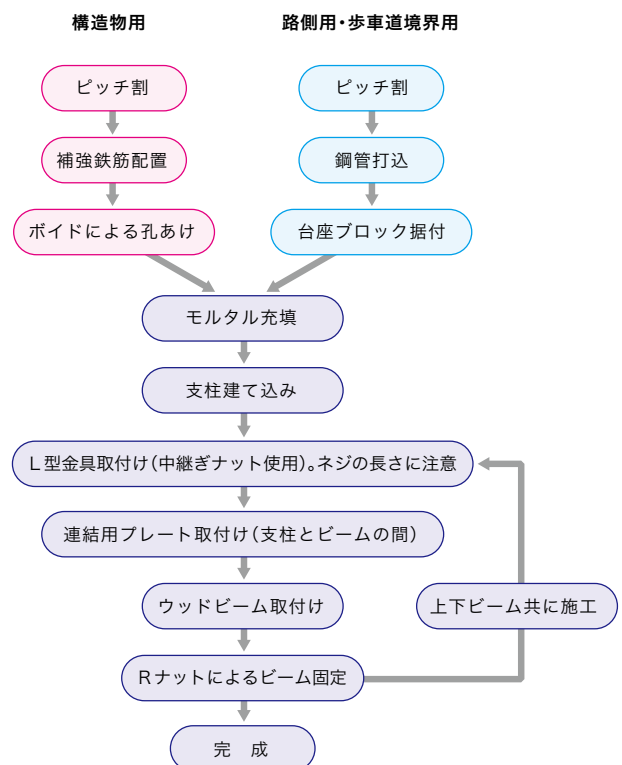 構造物用
路側用・歩車道境界用
ピッチ割
ピッチ割
補強鉄筋配置
鋼管打込
ボイドによる孔あけ
台座ブロック据付
モルタル充填
支柱建て込み
L型金具取付け(中継ぎナット使用)。ネジの長さに注意
連結用プレート取付け(支柱とビームの間)
ウッドビーム取付け
上下ビーム共に施工
Rナットによるビーム固定
完 成